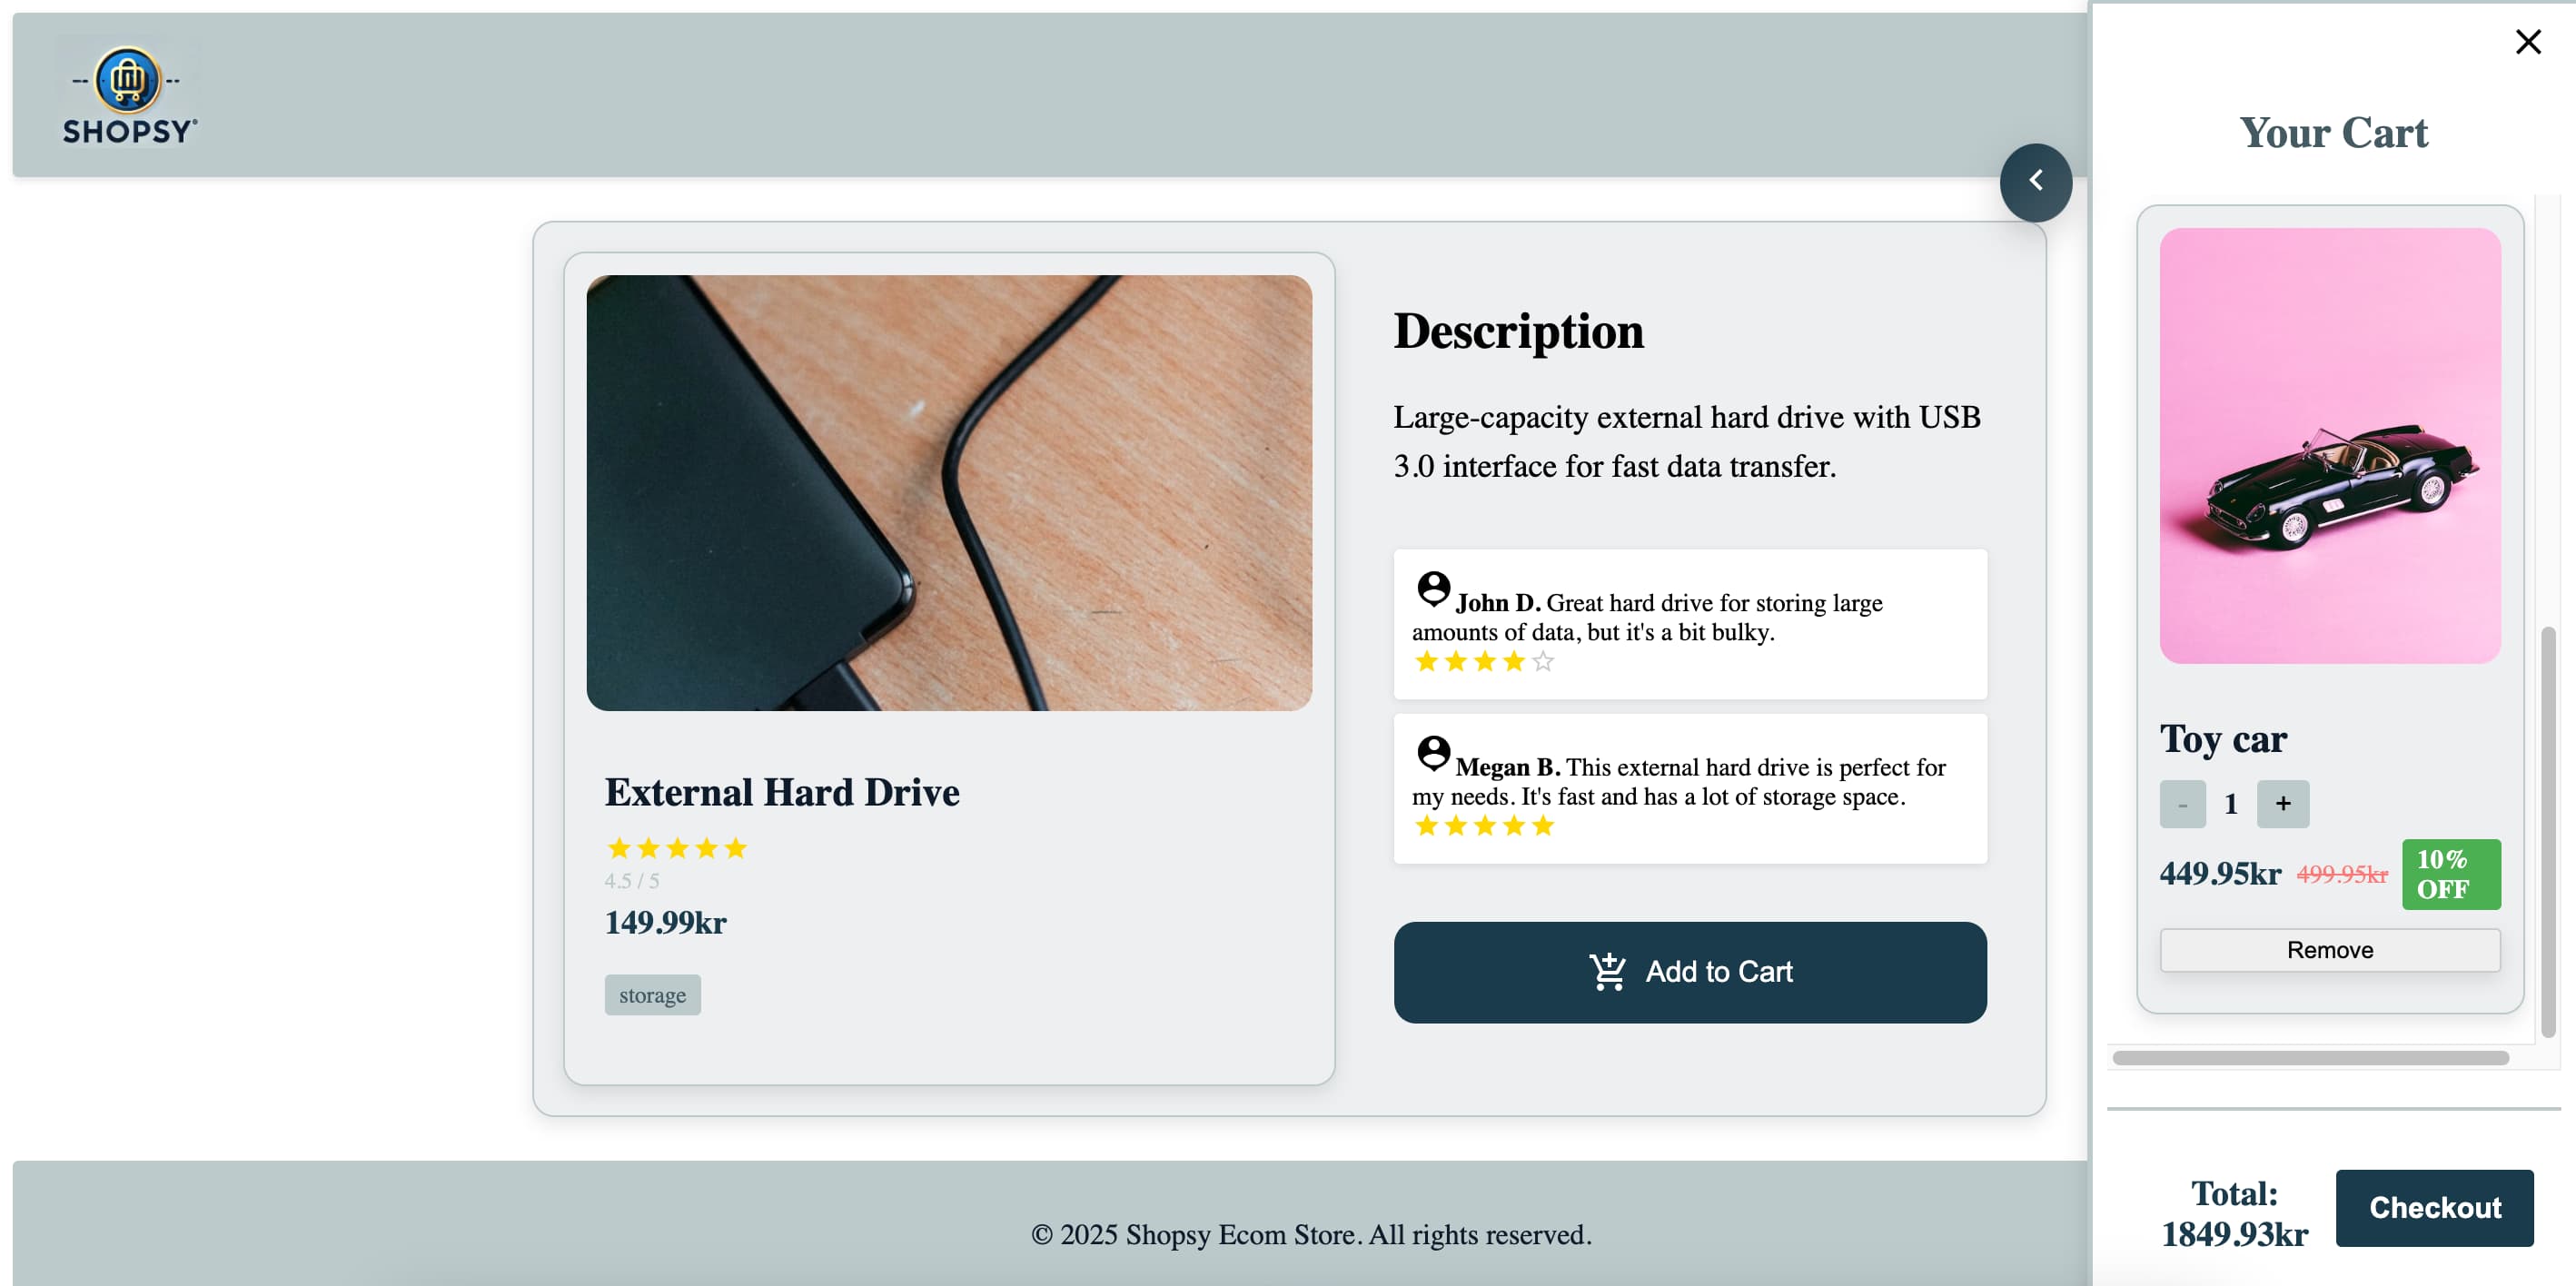 SHOPSY
Your Cart
Description
Large-capacity external hard drive with USB
3.0 interface for fast data transfer.
John D. Great hard drive for storing large
amounts of data, but it's a bit bulky.
Megan B. This external hard drive is perfect for
my needs. It's fast and has a lot of storage space.
Add to Cart
External Hard Drive
4.5 / 5
149.99kr
storage
Toy car
- 1 +
449.95kr 499.95kr 10%
OFF
Remove
Total:
1849.93kr
Checkout
© 2025 Shopsy Ecom Store. All rights reserved.